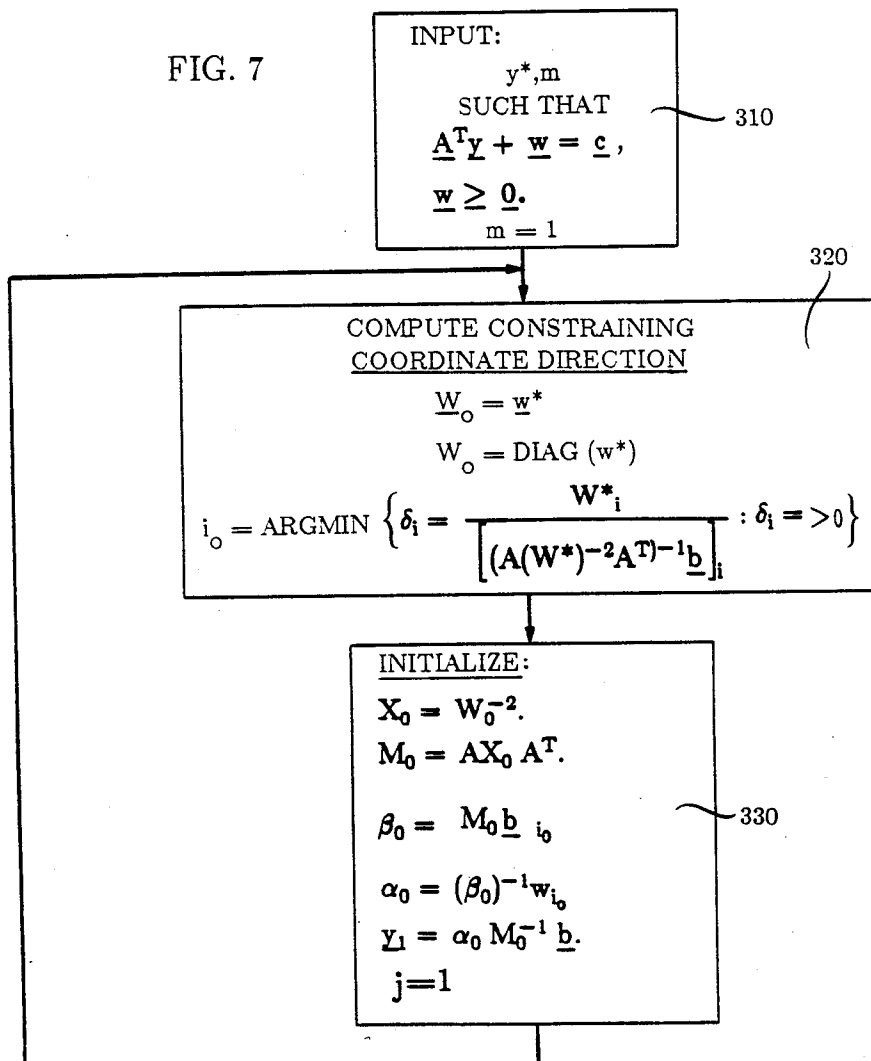 FIG. 7
INPUT:
y*,m
SUCH THAT
A^T y + w = c ,
w ≥ 0.
m = 1
310
320
COMPUTE CONSTRAINING
COORDINATE DIRECTION
W_o = w*
W_o = DIAG (w*)
i_o = ARGMIN { δ_i = W*_i / [(A(W*)^−2 A^T)^−1 b]_i : δ_i = >0 }
INITIALIZE:
X_0 = W_0^−2.
M_0 = AX_0 A^T.
β_0 = M_0 b i_0
α_0 = (β_0)^−1 w_{i_o}
y_1 = α_0 M_0^−1 b.
j=1
330